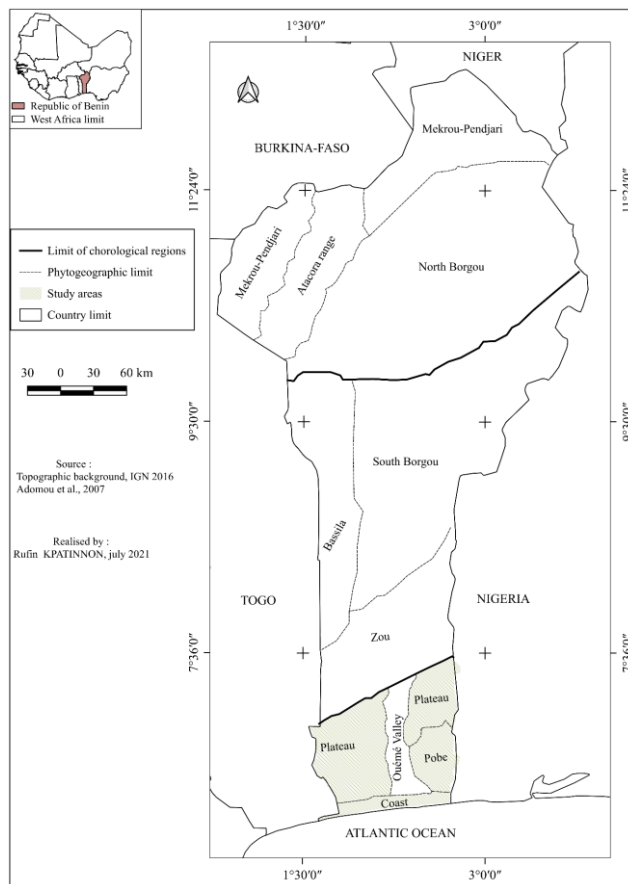 1°30'0"
3°0'0"
NIGER
Republic of Benin
West Africa limit
Mekrou-Pendjari
BURKINA-FASO
11°24'0"
11°24'0"
Limit of chorological regions
Phytogeographic limit
Study areas
Country limit
Mekrou-Pendjari
Atacora range
North Borgou
30 0 30 60 km
9°30'0"
9°30'0"
South Borgou
Source :
Topographic background, IGN 2016
Adomou et al., 2007
Bassila
Realised by :
Rufin KPATINNON, july 2021
TOGO
NIGERIA
Zou
7°36'0"
7°36'0"
Plateau
Plateau
Ouémé Valley
Pobe
Coast
ATLANTIC OCEAN
1°30'0"
3°0'0"